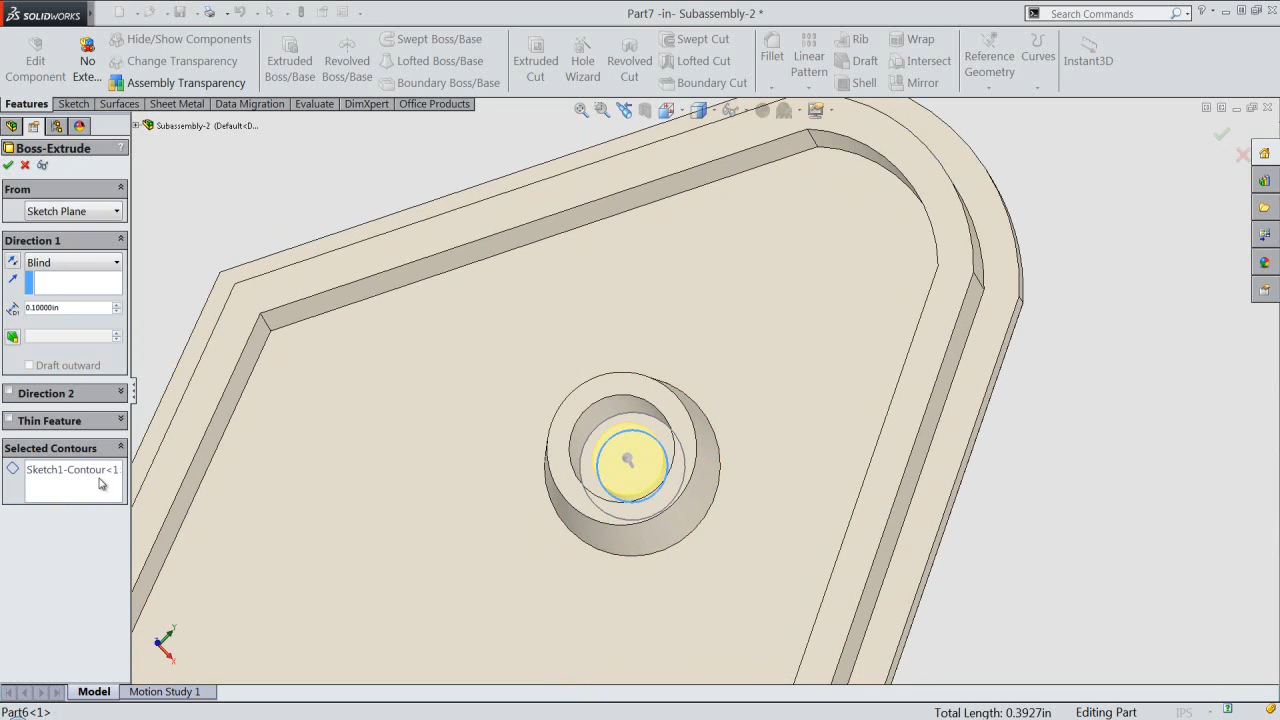 SOLIDWORKS
Part7 -in- Subassembly-2 *
Search Commands
Edit Component
No Exte...
Hide/Show Components
Change Transparency
Assembly Transparency
Extruded Boss/Base
Revolved Boss/Base
Swept Boss/Base
Lofted Boss/Base
Boundary Boss/Base
Extruded Cut
Hole Wizard
Revolved Cut
Swept Cut
Lofted Cut
Boundary Cut
Fillet
Linear Pattern
Rib
Draft
Shell
Wrap
Intersect
Mirror
Reference Geometry
Curves
Instant3D
Features
Sketch
Surfaces
Sheet Metal
Data Migration
Evaluate
DimXpert
Office Products
Subassembly-2 (Default<D...
Boss-Extrude
?
From
Sketch Plane
Direction 1
Blind
0.10000in
Draft outward
Direction 2
Thin Feature
Selected Contours
Sketch1-Contour<1
Y
X
Model
Motion Study 1
Part6<1>
Total Length: 0.3927in
Editing Part
IPS